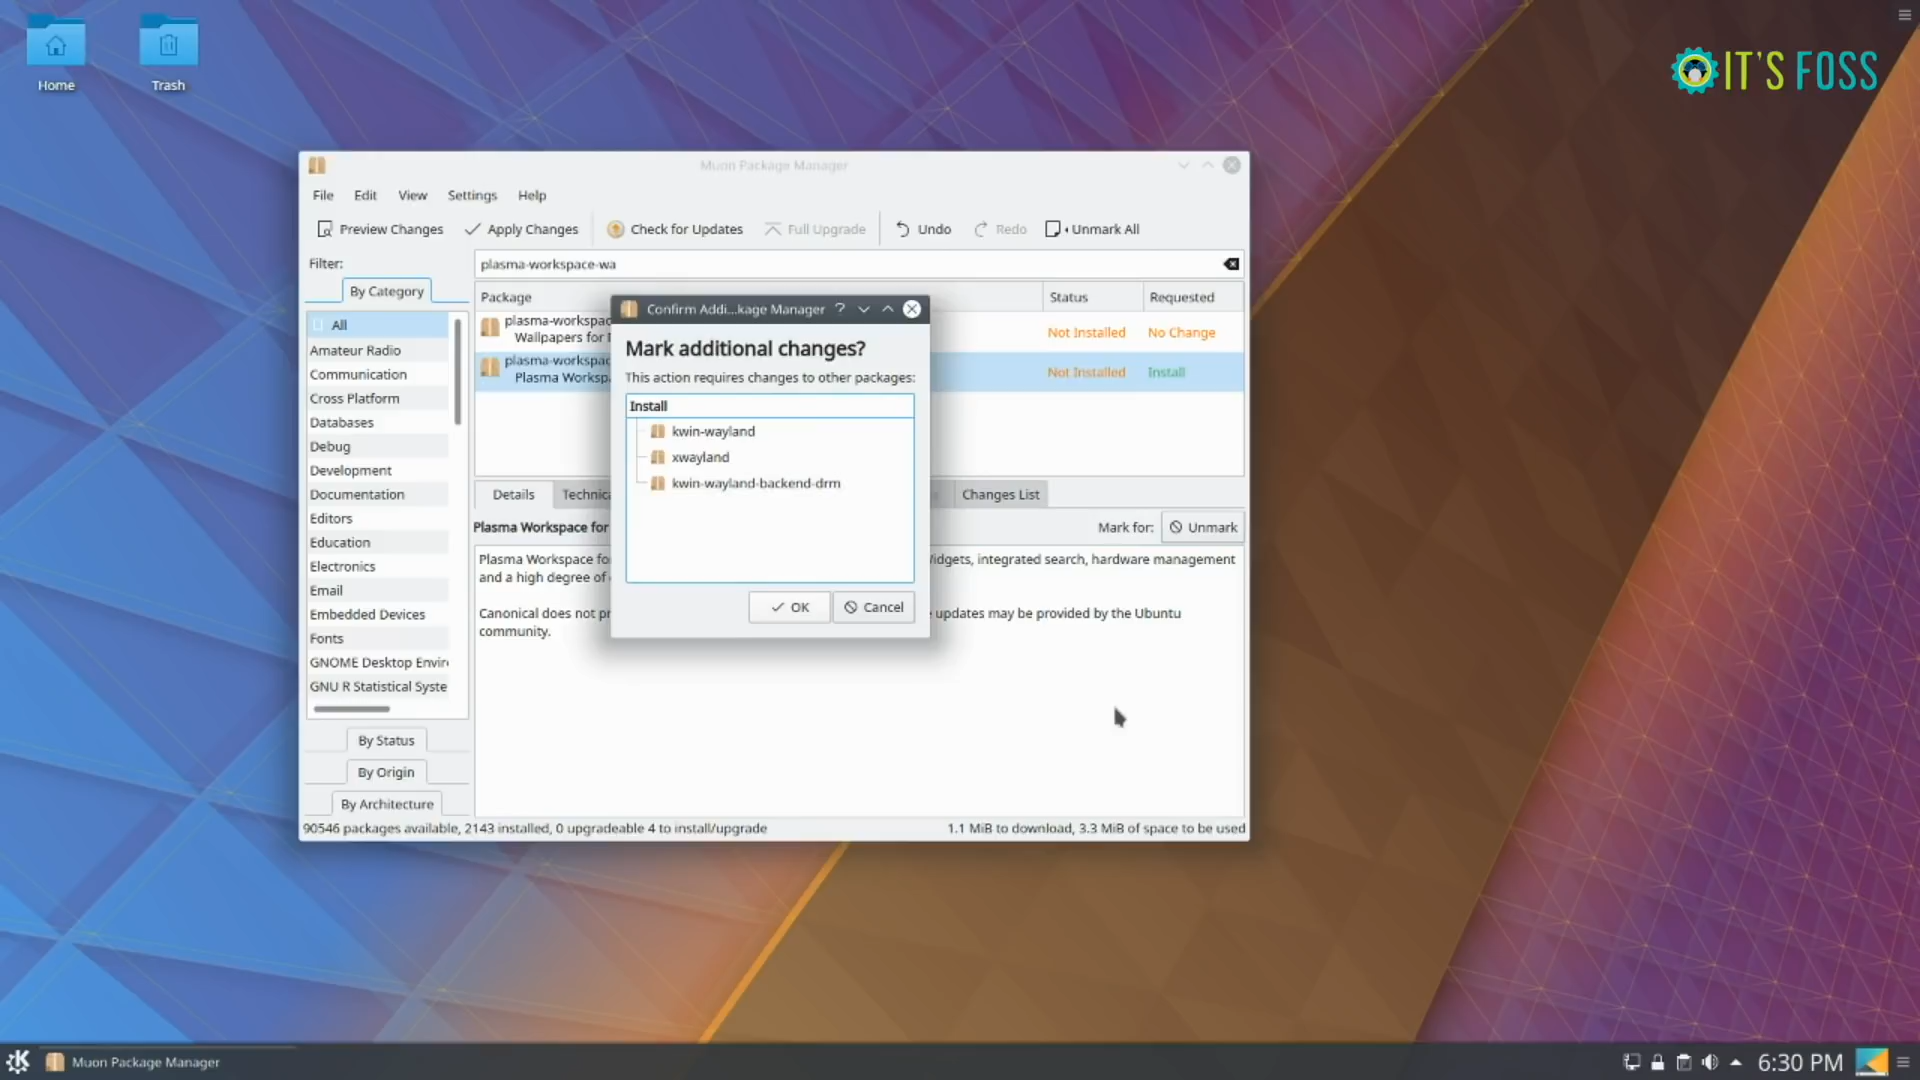 Home
Trash
IT'S FOSS
Muon Package Manager
File Edit View Settings Help
Preview Changes Apply Changes Check for Updates Full Upgrade Undo Redo Unmark All
Filter:
plasma-workspace-wa
By Category
All
Amateur Radio
Communication
Cross Platform
Databases
Debug
Development
Documentation
Editors
Education
Electronics
Email
Embedded Devices
Fonts
GNOME Desktop Envir
GNU R Statistical Syste
By Status
By Origin
By Architecture
Package Status Requested
plasma-workspac
Wallpapers for
Not Installed No Change
plasma-workspac
Plasma Workspa
Not Installed Install
Confirm Addi...kage Manager
Mark additional changes?
This action requires changes to other packages:
Install
kwin-wayland
xwayland
kwin-wayland-backend-drm
OK Cancel
Details Technica Changes List
Plasma Workspace for Mark for: Unmark
Plasma Workspace fo idgets, integrated search, hardware management
and a high degree of
Canonical does not pr updates may be provided by the Ubuntu
community.
90546 packages available, 2143 installed, 0 upgradeable 4 to install/upgrade
1.1 MiB to download, 3.3 MiB of space to be used
Muon Package Manager
6:30 PM